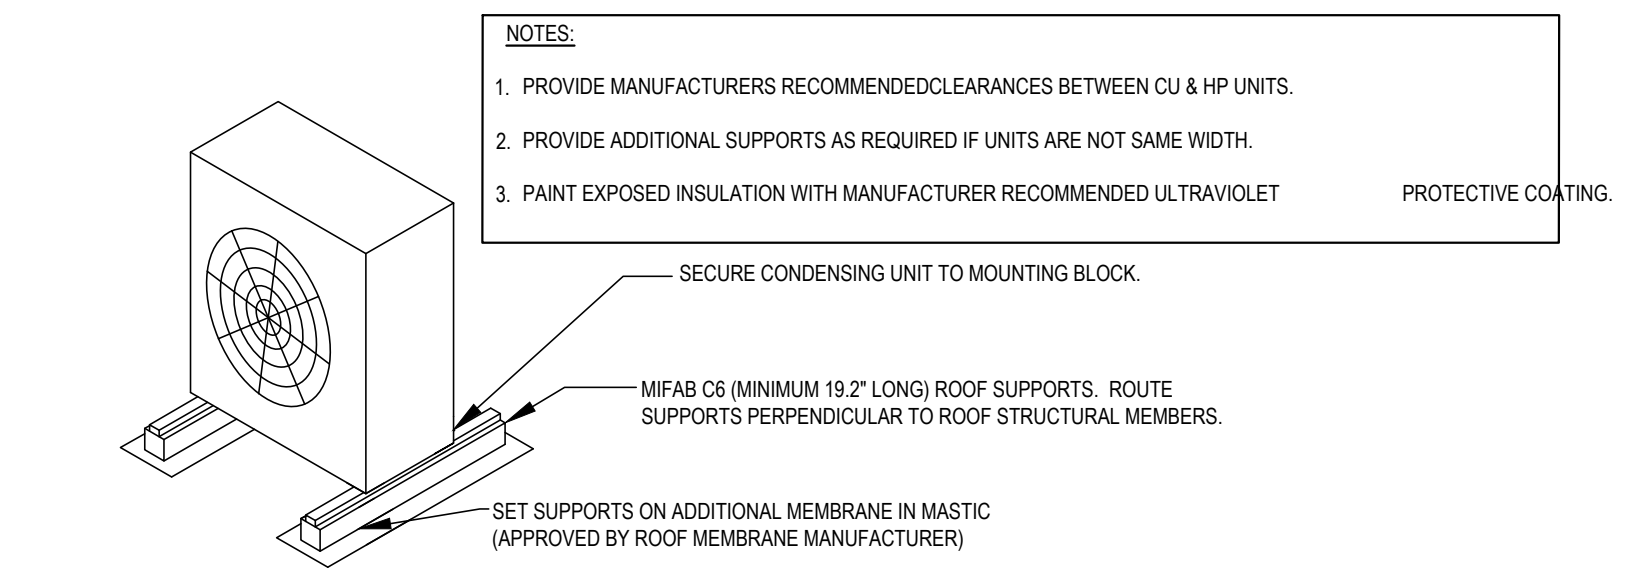 NOTES:
1. PROVIDE MANUFACTURERS RECOMMENDEDCLEARANCES BETWEEN CU & HP UNITS.
2. PROVIDE ADDITIONAL SUPPORTS AS REQUIRED IF UNITS ARE NOT SAME WIDTH.
3. PAINT EXPOSED INSULATION WITH MANUFACTURER RECOMMENDED ULTRAVIOLET PROTECTIVE COATING.
SECURE CONDENSING UNIT TO MOUNTING BLOCK.
MIFAB C6 (MINIMUM 19.2" LONG) ROOF SUPPORTS. ROUTE
SUPPORTS PERPENDICULAR TO ROOF STRUCTURAL MEMBERS.
SET SUPPORTS ON ADDITIONAL MEMBRANE IN MASTIC
(APPROVED BY ROOF MEMBRANE MANUFACTURER)